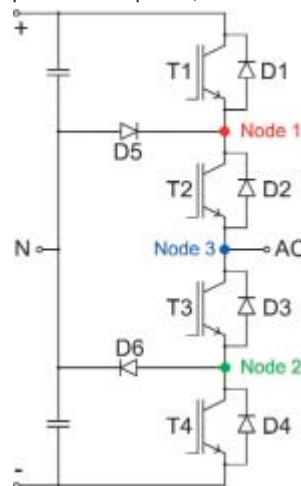 +
T1 D1
D5 Node 1
T2 D2
N Node 3 AC
T3 D3
D6 Node 2
T4 D4
-